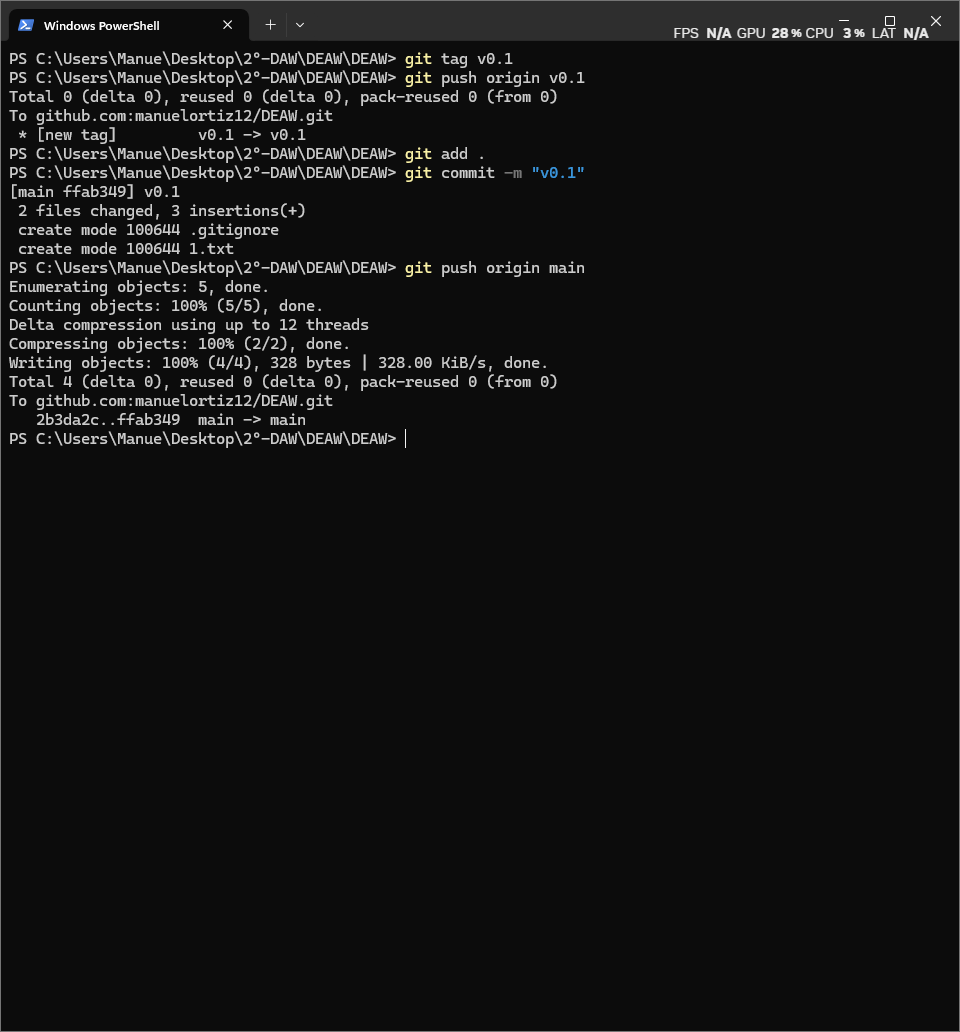 Windows PowerShell
FPS N/A GPU 28 % CPU 3 % LAT N/A
PS C:\Users\Manue\Desktop\2°-DAW\DEAW\DEAW> git tag v0.1
PS C:\Users\Manue\Desktop\2°-DAW\DEAW\DEAW> git push origin v0.1
Total 0 (delta 0), reused 0 (delta 0), pack-reused 0 (from 0)
To github.com:manuelortiz12/DEAW.git
 * [new tag]         v0.1 -> v0.1
PS C:\Users\Manue\Desktop\2°-DAW\DEAW\DEAW> git add .
PS C:\Users\Manue\Desktop\2°-DAW\DEAW\DEAW> git commit -m "v0.1"
[main ffab349] v0.1
 2 files changed, 3 insertions(+)
 create mode 100644 .gitignore
 create mode 100644 1.txt
PS C:\Users\Manue\Desktop\2°-DAW\DEAW\DEAW> git push origin main
Enumerating objects: 5, done.
Counting objects: 100% (5/5), done.
Delta compression using up to 12 threads
Compressing objects: 100% (2/2), done.
Writing objects: 100% (4/4), 328 bytes | 328.00 KiB/s, done.
Total 4 (delta 0), reused 0 (delta 0), pack-reused 0 (from 0)
To github.com:manuelortiz12/DEAW.git
   2b3da2c..ffab349  main -> main
PS C:\Users\Manue\Desktop\2°-DAW\DEAW\DEAW>